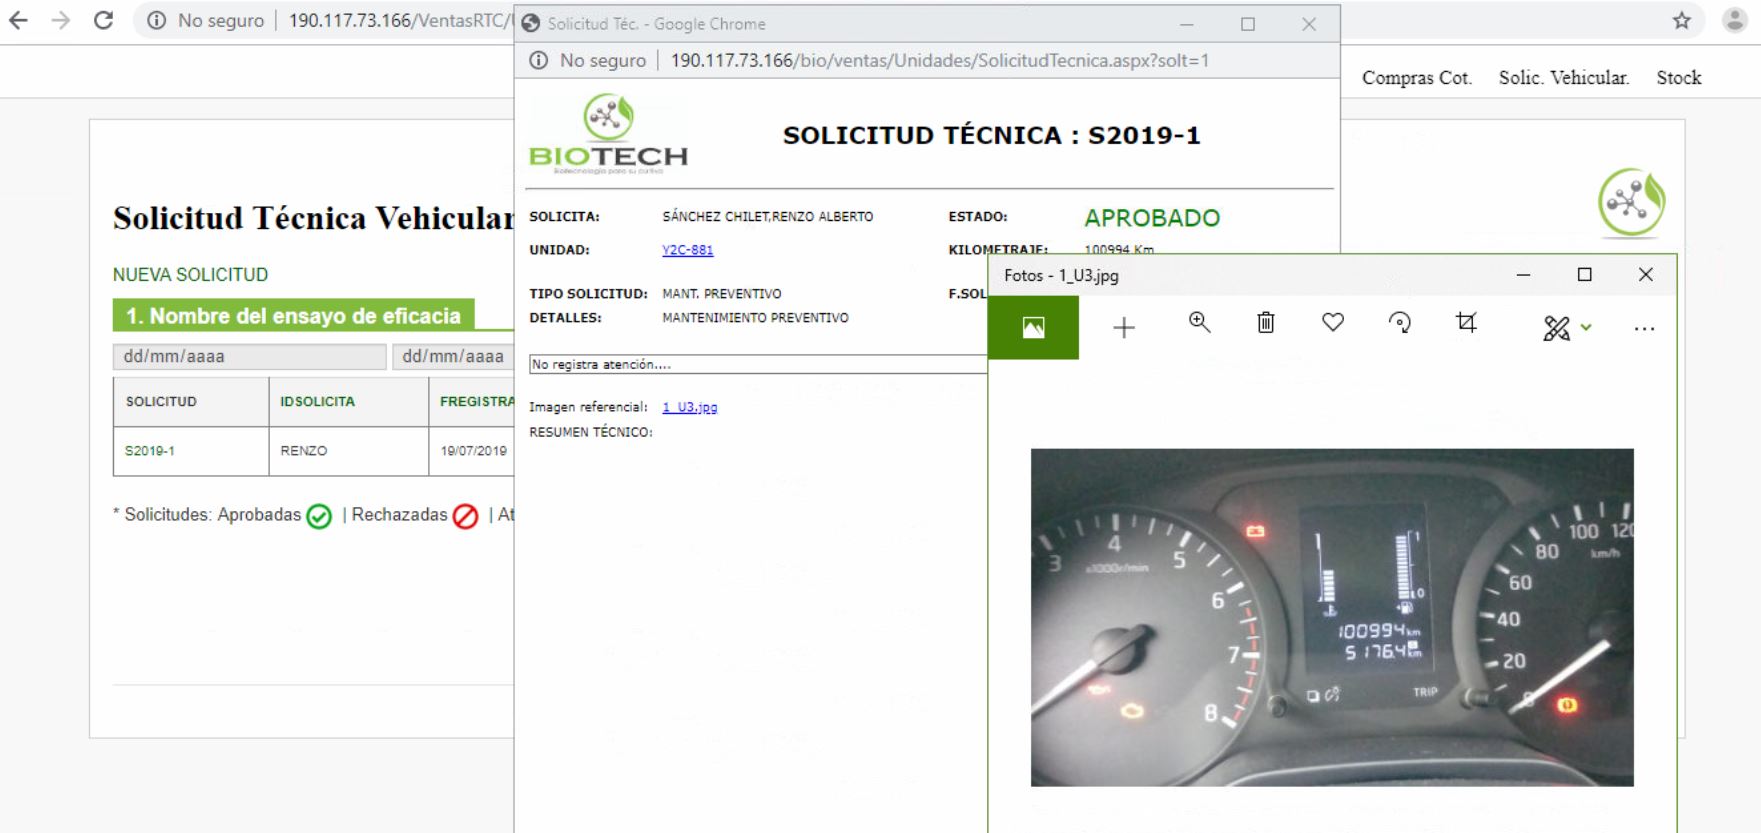 No seguro | 190.117.73.166/VentasRTC/
Compras Cot. Solic. Vehicular. Stock
Solicitud Técnica Vehicular
NUEVA SOLICITUD
1. Nombre del ensayo de eficacia
dd/mm/aaaa dd/mm/aaaa
SOLICITUD IDSOLICITA FREGISTRA
S2019-1 RENZO 19/07/2019
* Solicitudes: Aprobadas | Rechazadas | At
Solicitud Téc. - Google Chrome
No seguro | 190.117.73.166/bio/ventas/Unidades/SolicitudTecnica.aspx?solt=1
BIOTECH
Biotecnología para su cultivo
SOLICITUD TÉCNICA : S2019-1
SOLICITA: SÁNCHEZ CHILET,RENZO ALBERTO ESTADO: APROBADO
UNIDAD: Y2C-881 KILOMETRAJE: 100994 Km
TIPO SOLICITUD: MANT. PREVENTIVO F.SOL
DETALLES: MANTENIMIENTO PREVENTIVO
No registra atención....
Imagen referencial: 1_U3.jpg
RESUMEN TÉCNICO:
Fotos - 1_U3.jpg
3 4 5 6 7 8
x1000r/min
1
0
100994 km
5176.4 km
TRIP
0 20 40 60 80 100 120
km/h